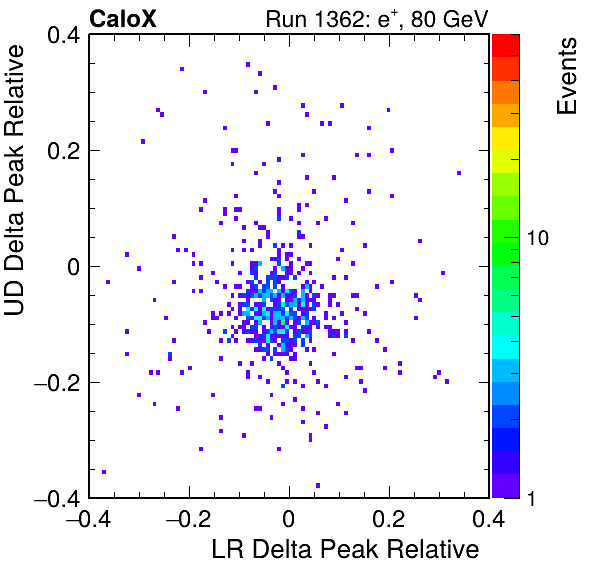 CaloX Run 1362: e⁺, 80 GeV
UD Delta Peak Relative
Events
0.4
0.2
0
−0.2
−0.4
10
1
−0.4 −0.2 0 0.2 0.4
LR Delta Peak Relative